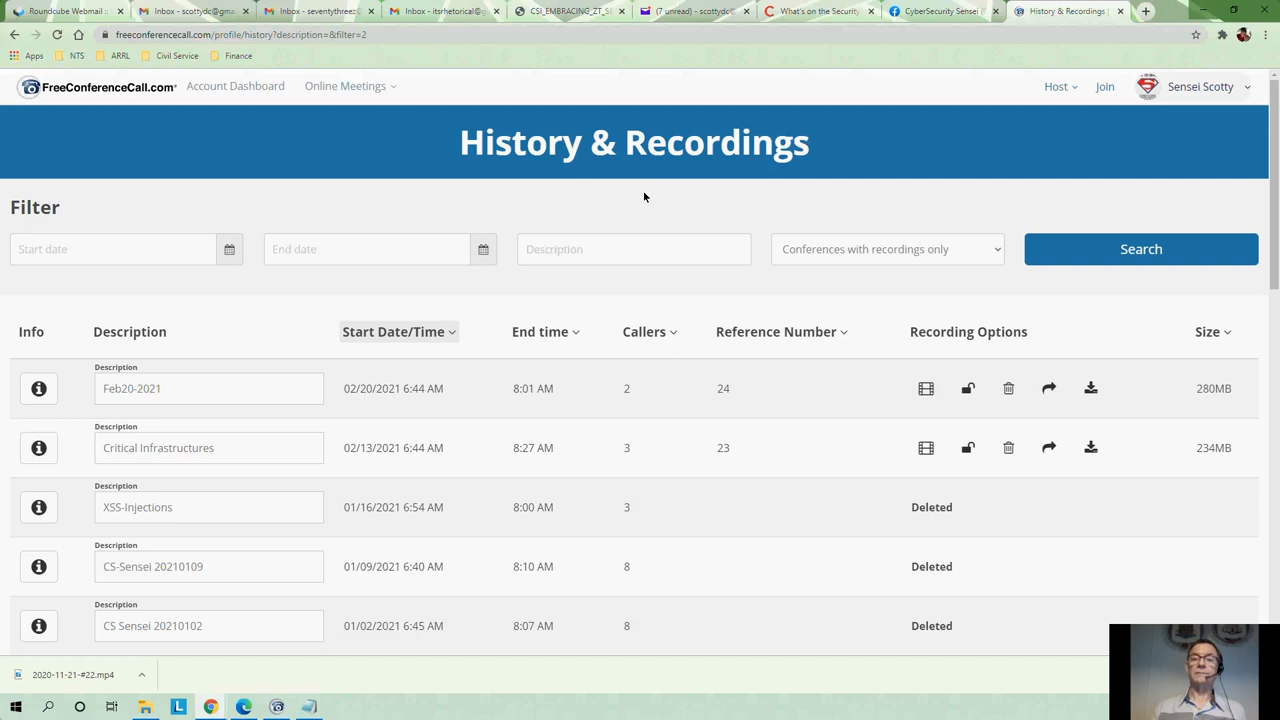 Roundcube Webmail ::
Inbox - scottydc@gma
Inbox - seventythreez
Inbox - itsrhetorical@g
CSI_EMBRACING_ZT_S
(7 unread) - scottydc@
What's on the Security
CyberSecurity Sensei
History & Recordings |
freeconferencecall.com/profile/history?description=&filter=2
Apps
NTS
ARRL
Civil Service
Finance
FreeConferenceCall.com
Account Dashboard
Online Meetings
Host
Join
Sensei Scotty
History & Recordings
Filter
Start date
End date
Description
Conferences with recordings only
Search
Info Description Start Date/Time End time Callers Reference Number Recording Options Size
Description
Feb20-2021 02/20/2021 6:44 AM 8:01 AM 2 24 280MB
Description
Critical Infrastructures 02/13/2021 6:44 AM 8:27 AM 3 23 234MB
Description
XSS-Injections 01/16/2021 6:54 AM 8:00 AM 3 Deleted
Description
CS-Sensei 20210109 01/09/2021 6:40 AM 8:10 AM 8 Deleted
Description
CS Sensei 20210102 01/02/2021 6:45 AM 8:07 AM 8 Deleted
2020-11-21-#22.mp4